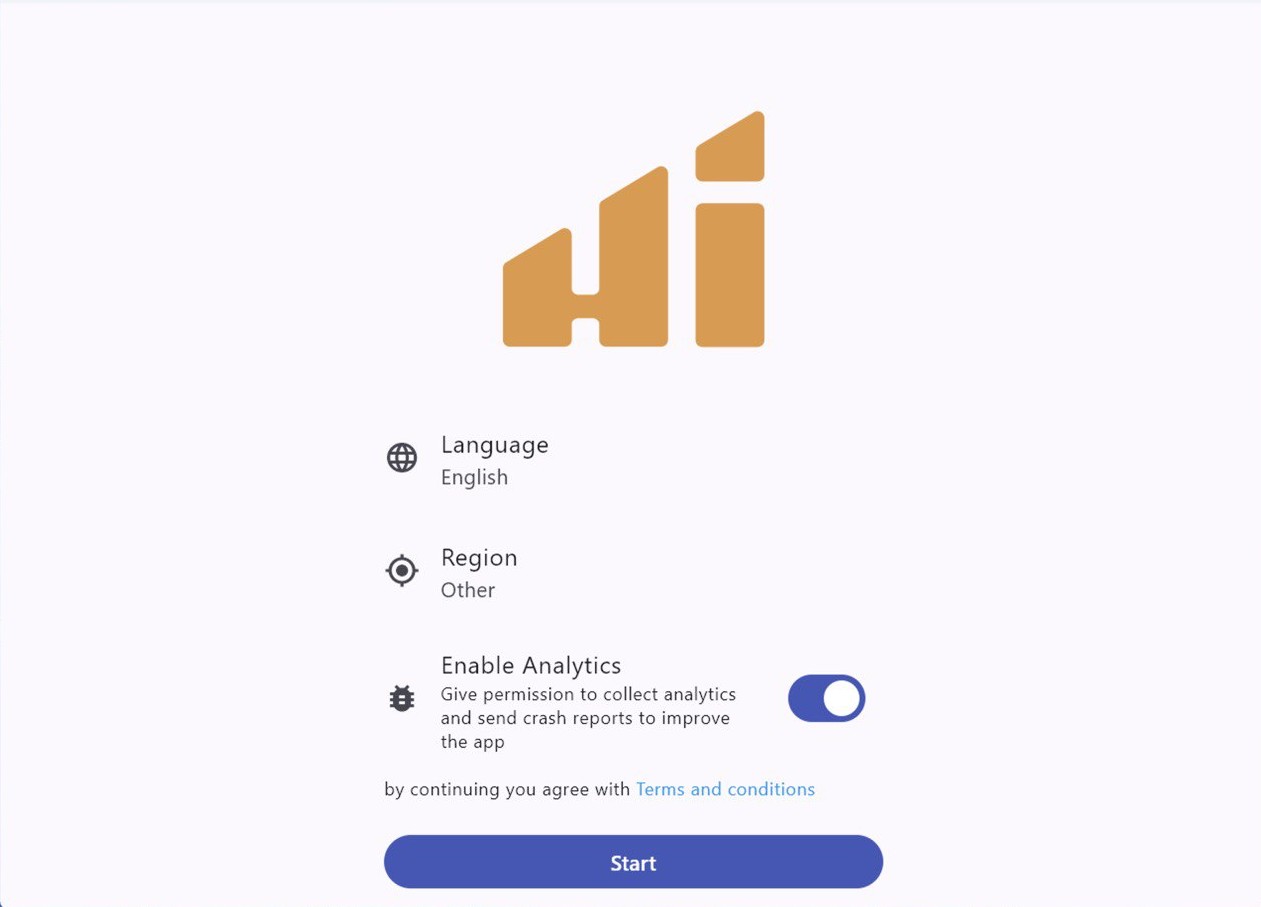 Hi
Language
English
Region
Other
Enable Analytics
Give permission to collect analytics
and send crash reports to improve
the app
by continuing you agree with Terms and conditions
Start